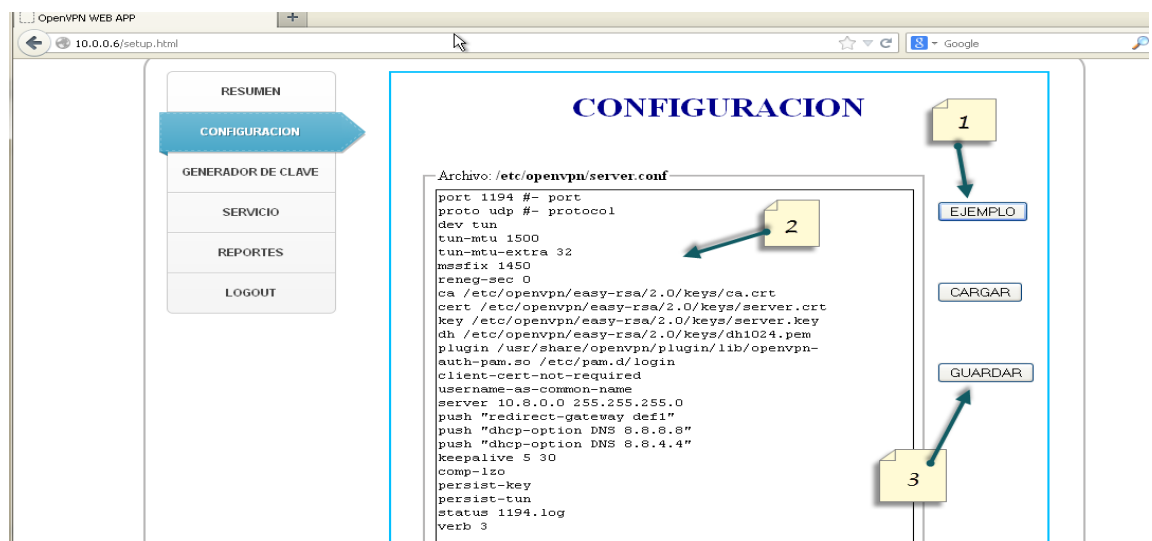 OpenVPN WEB APP
10.0.0.6/setup.html
Google
RESUMEN
CONFIGURACION
GENERADOR DE CLAVE
SERVICIO
REPORTES
LOGOUT
CONFIGURACION
Archivo: /etc/openvpn/server.conf
port 1194 #- port
proto udp #- protocol
dev tun
tun-mtu 1500
tun-mtu-extra 32
mssfix 1450
reneg-sec 0
ca /etc/openvpn/easy-rsa/2.0/keys/ca.crt
cert /etc/openvpn/easy-rsa/2.0/keys/server.crt
key /etc/openvpn/easy-rsa/2.0/keys/server.key
dh /etc/openvpn/easy-rsa/2.0/keys/dh1024.pem
plugin /usr/share/openvpn/plugin/lib/openvpn-
auth-pam.so /etc/pam.d/login
client-cert-not-required
username-as-common-name
server 10.8.0.0 255.255.255.0
push "redirect-gateway def1"
push "dhcp-option DNS 8.8.8.8"
push "dhcp-option DNS 8.8.4.4"
keepalive 5 30
comp-lzo
persist-key
persist-tun
status 1194.log
verb 3
1
EJEMPLO
2
CARGAR
GUARDAR
3